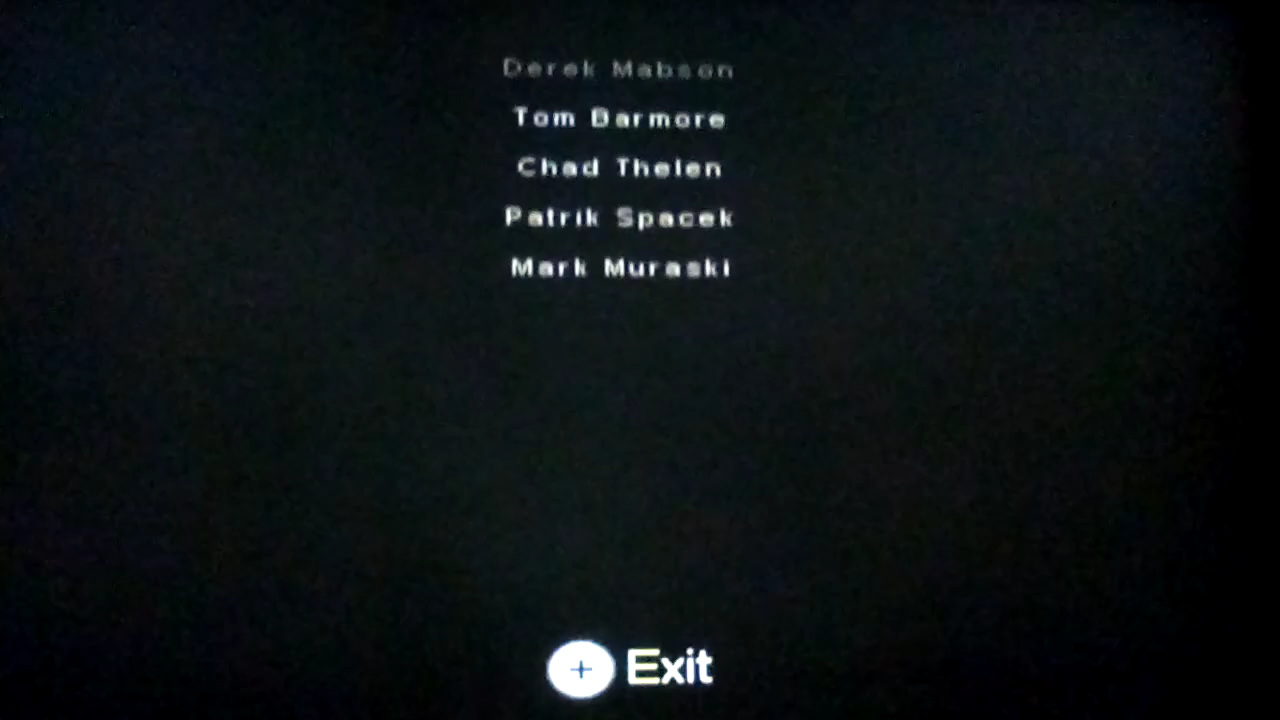 Derek Mabson
Tom Barmore
Chad Thelen
Patrik Spacek
Mark Muraski
+ Exit